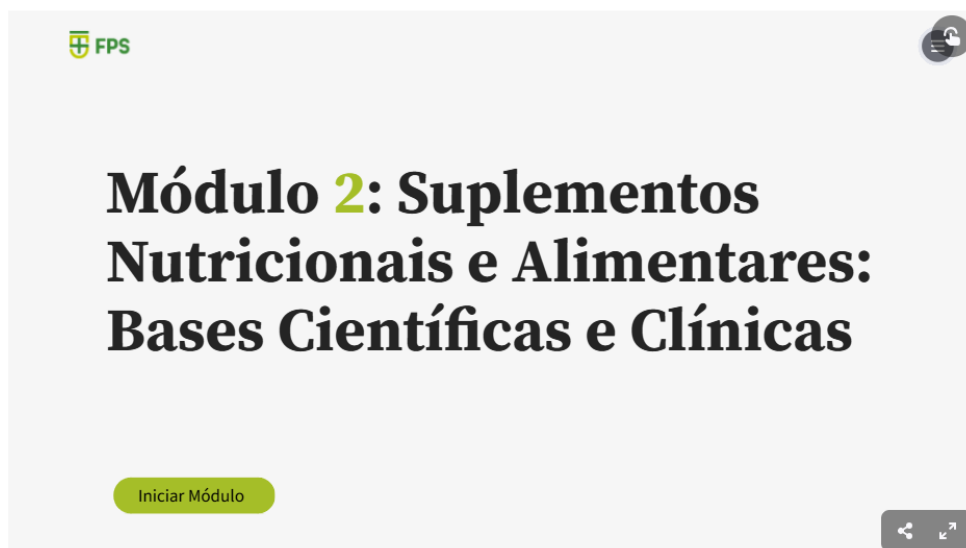 FPS
Módulo 2: Suplementos
Nutricionais e Alimentares:
Bases Científicas e Clínicas
Iniciar Módulo